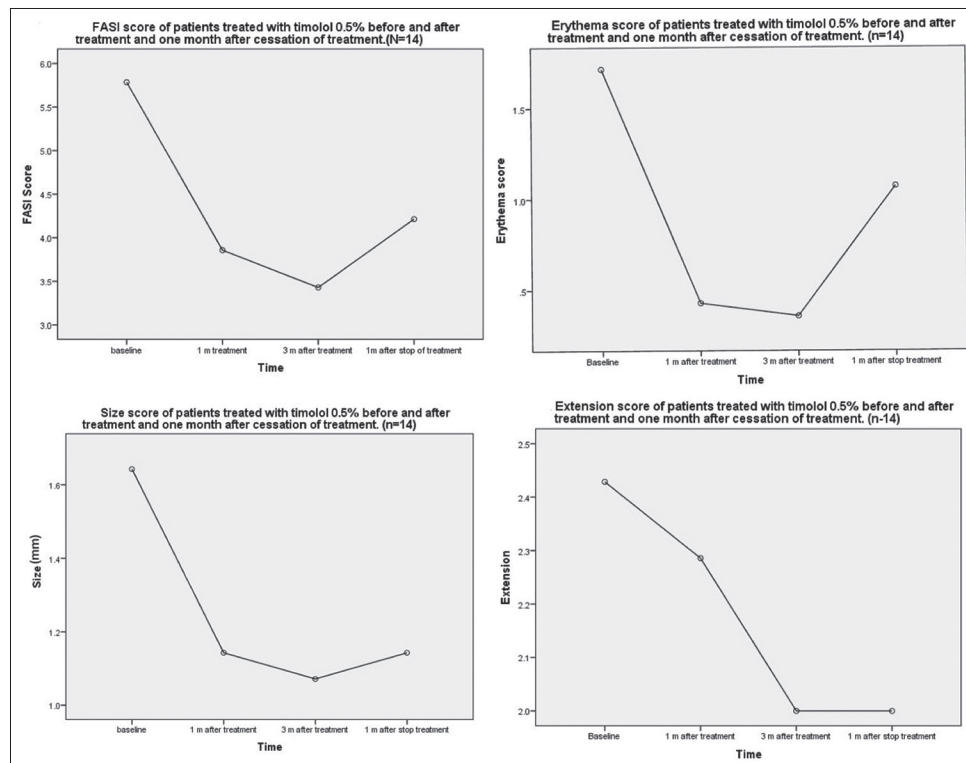 FASI score of patients treated with timolol 0.5% before and after
treatment and one month after cessation of treatment.(N=14)
6.0
5.5
5.0
4.5
4.0
3.5
3.0
FASI Score
baseline
1 m treatment
3 m after treatment
1m after stop of treatment
Time
Erythema score of patients treated with timolol 0.5% before and after
treatment and one month after cessation of treatment. (n=14)
1.5
1.0
.5
Erythema score
Baseline
1 m after treatment
3 m after treatment
1 m after stop treatment
Time
Size score of patients treated with timolol 0.5% before and after
treatment and one month after cessation of treatment. (n=14)
1.6
1.4
1.2
1.0
Size (mm)
baseline
1 m after treatment
3 m after treatment
1 m after stop treatment
Time
Extension score of patients treated with timolol 0.5% before and after
treatment and one month after cessation of treatment. (n-14)
2.5
2.4
2.3
2.2
2.1
2.0
Extension
Baseline
1 m after treatment
3 m after treatment
1 m after stop treatment
Time